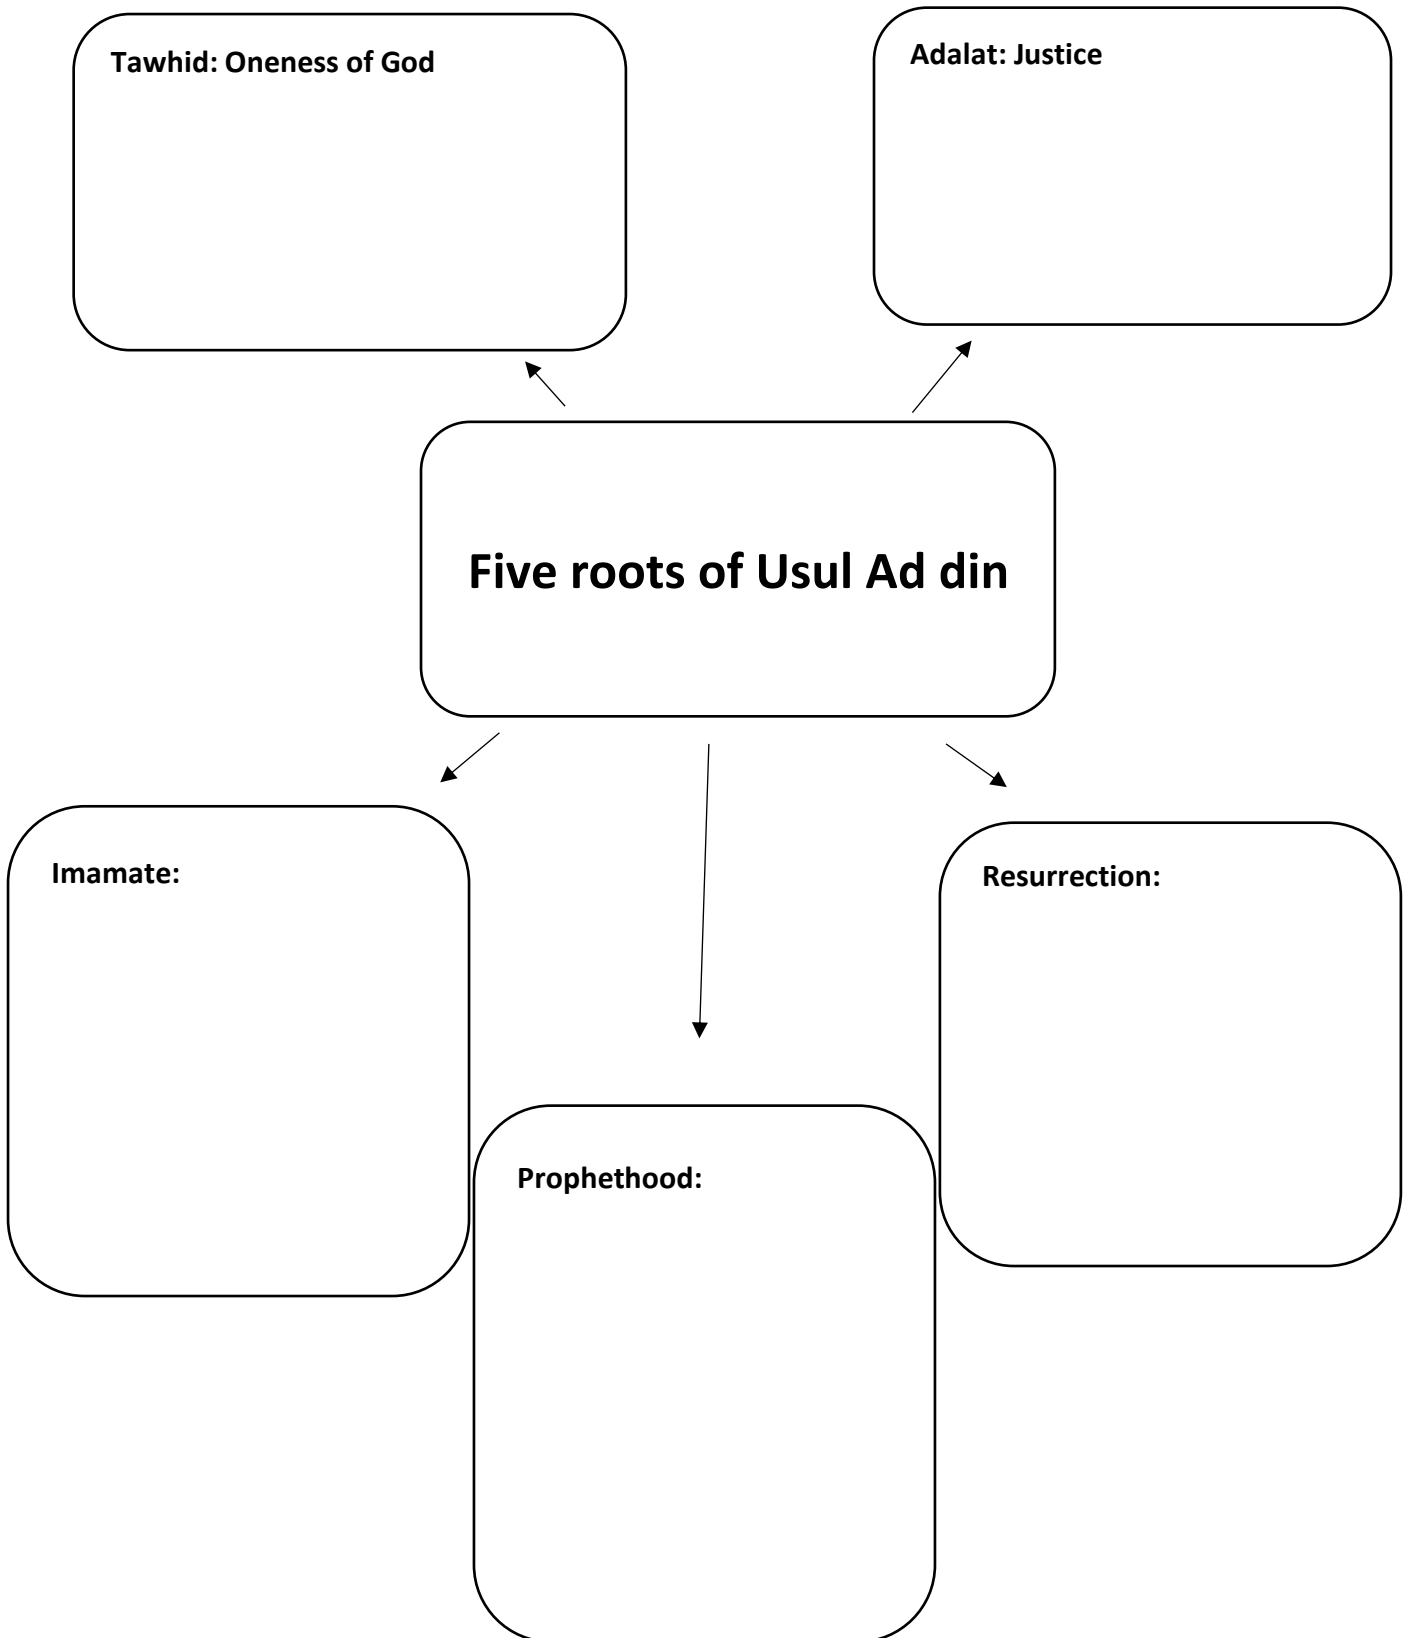 Tawhid: Oneness of God
Adalat: Justice
Five roots of Usul Ad din
Imamate:
Resurrection:
Prophethood: